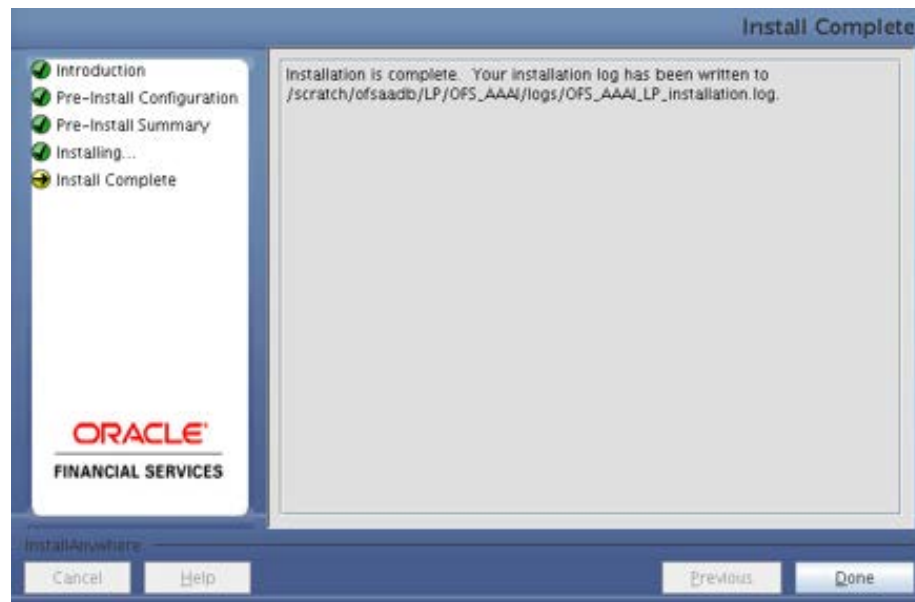 Install Complete
Introduction
Pre-Install Configuration
Pre-Install Summary
Installing...
Install Complete
Installation is complete. Your installation log has been written to
/scratch/ofsaadb/LP/OFS_AAAI/logs/OFS_AAAI_LP_installation.log.
ORACLE'
FINANCIAL SERVICES
InstallAnywhere
Cancel
Help
Previous
Done